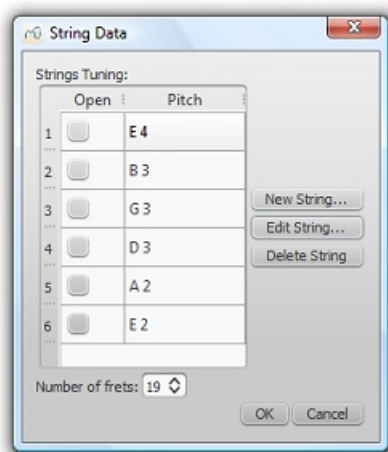 String Data
Strings Tuning:
Open Pitch
1 E 4
2 B 3
3 G 3
4 D 3
5 A 2
6 E 2
New String...
Edit String...
Delete String
Number of frets: 19
OK Cancel